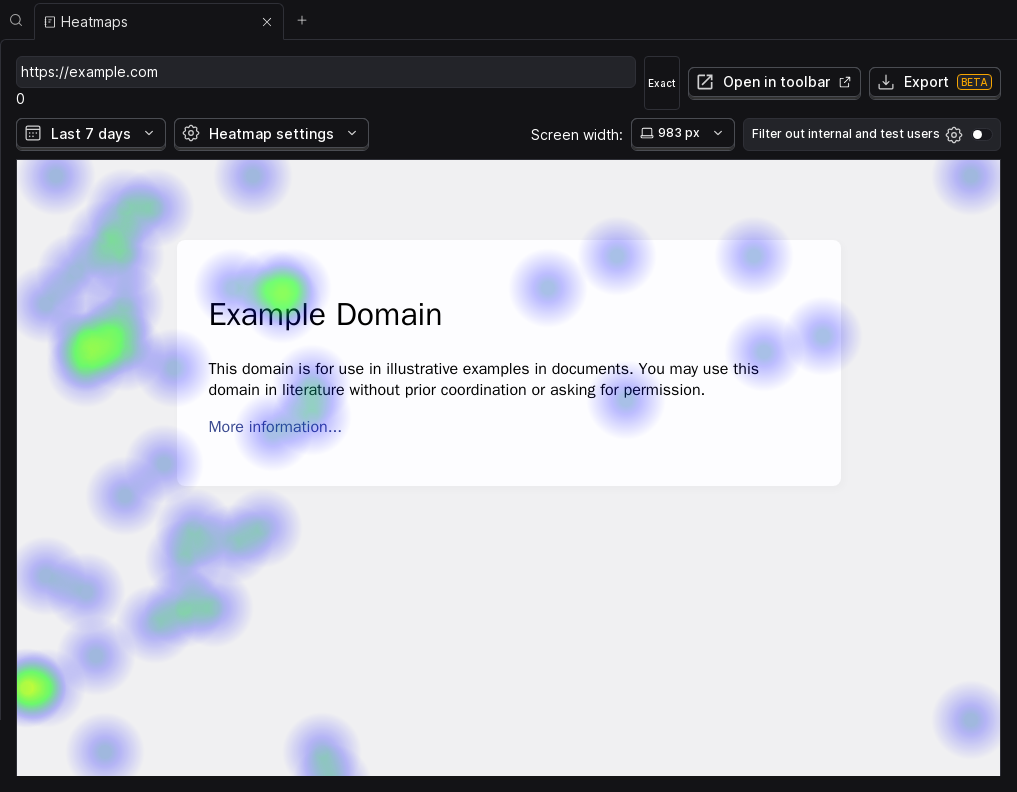 Heatmaps
https://example.com
0
Exact
Open in toolbar
Export BETA
Last 7 days
Heatmap settings
Screen width:
983 px
Filter out internal and test users
Example Domain
This domain is for use in illustrative examples in documents. You may use this
domain in literature without prior coordination or asking for permission.
More information...